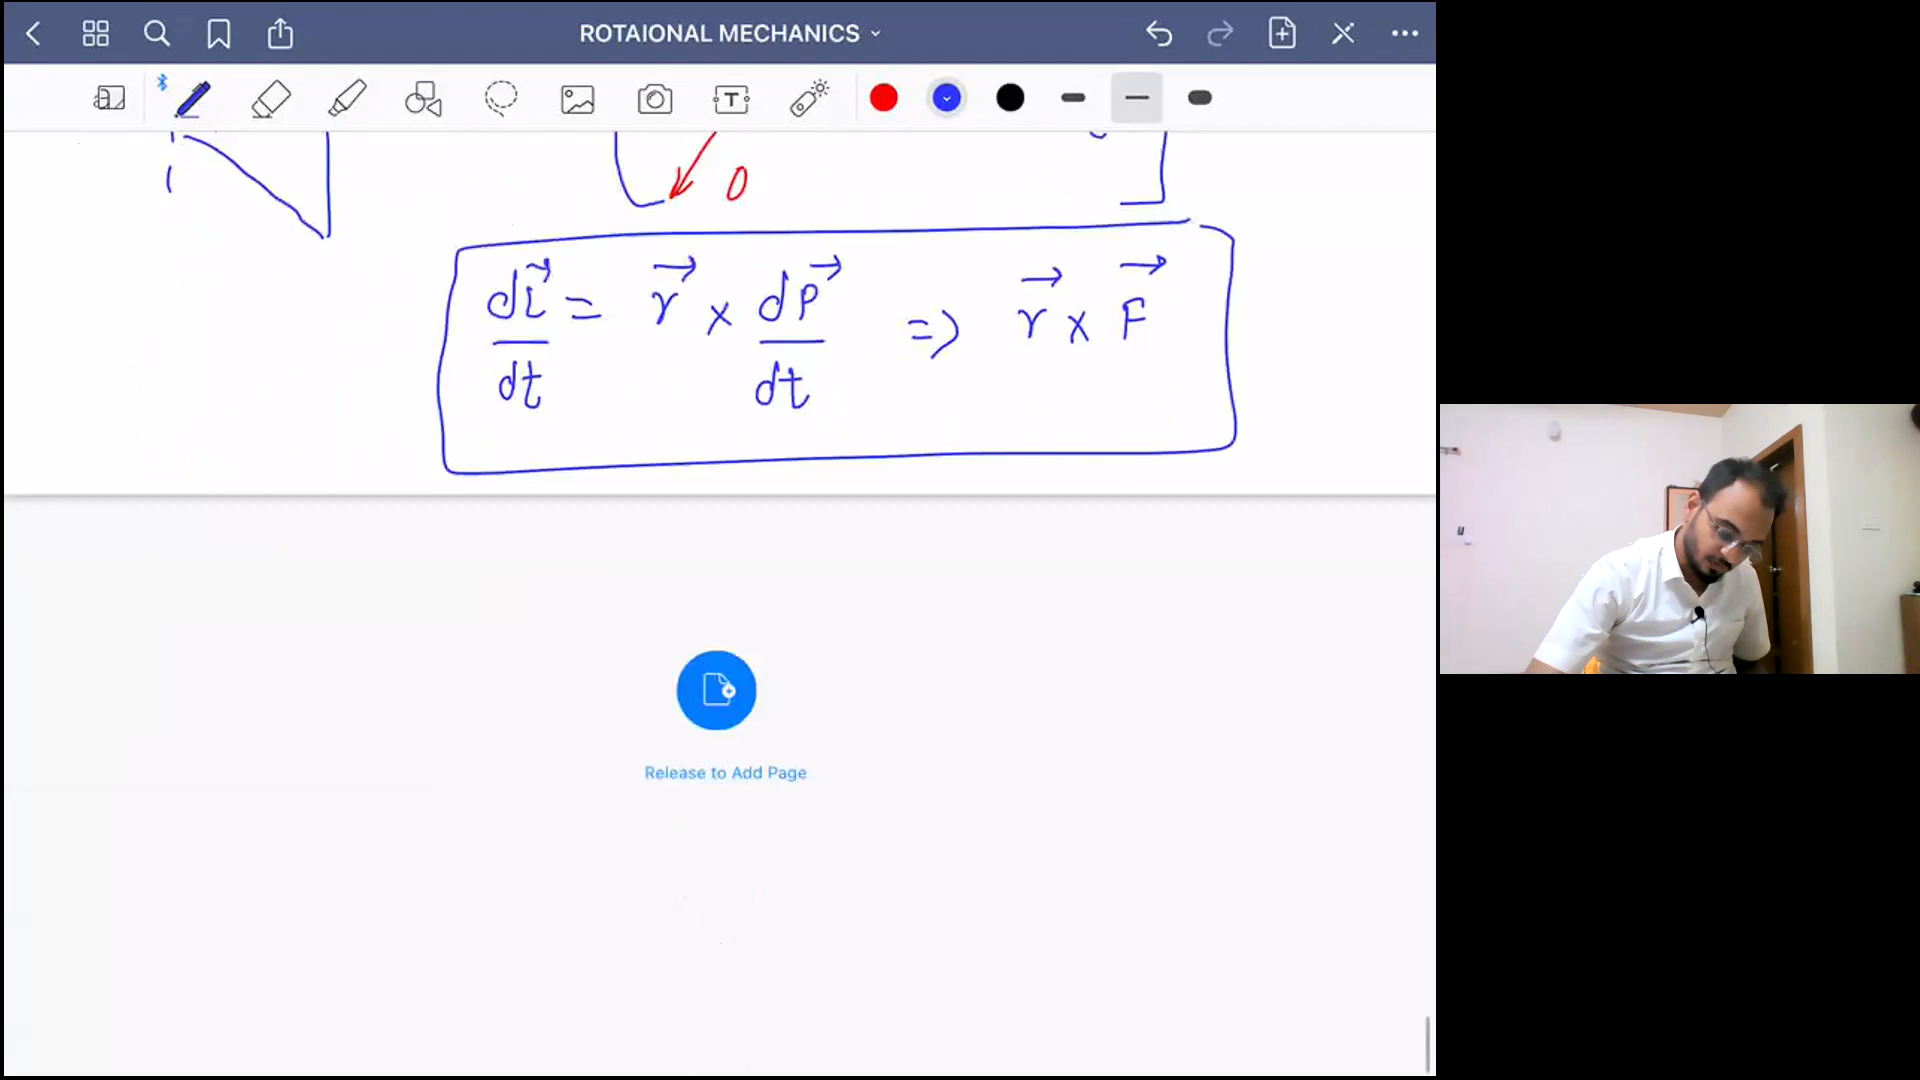 ROTAIONAL MECHANICS
a
T
0
dL⃗/dt = r⃗ × dP⃗/dt => r⃗ × F⃗
Release to Add Page